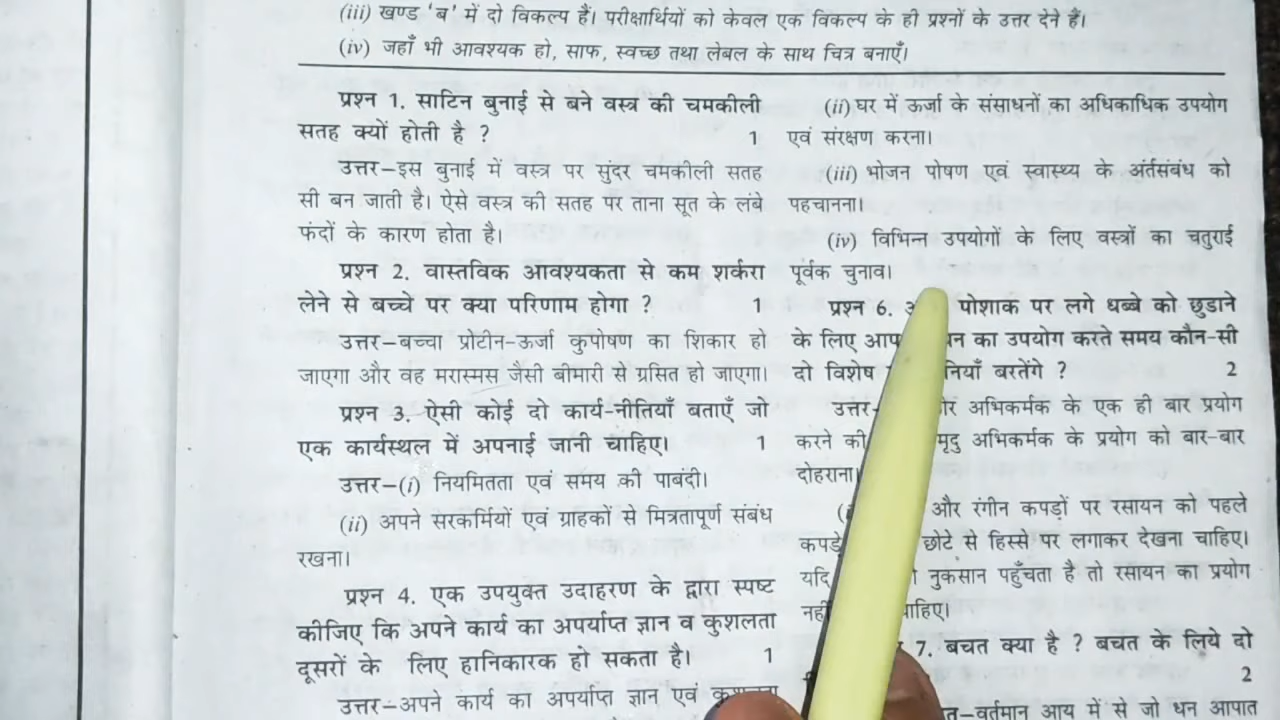 (iii) खण्ड 'ब' में दो विकल्प हैं। परीक्षार्थियों को केवल एक विकल्प के ही प्रश्नों के उत्तर देने हैं।
(iv) जहाँ भी आवश्यक हो, साफ, स्वच्छ तथा लेबल के साथ चित्र बनाएँ।
प्रश्न 1. साटिन बुनाई से बने वस्त्र की चमकीली
सतह क्यों होती है ? 1
उत्तर–इस बुनाई में वस्त्र पर सुंदर चमकीली सतह
सी बन जाती है। ऐसे वस्त्र की सतह पर ताना सूत के लंबे
फंदों के कारण होता है।
प्रश्न 2. वास्तविक आवश्यकता से कम शर्करा
लेने से बच्चे पर क्या परिणाम होगा ? 1
उत्तर–बच्चा प्रोटीन-ऊर्जा कुपोषण का शिकार हो
जाएगा और वह मरास्मस जैसी बीमारी से ग्रसित हो जाएगा।
प्रश्न 3. ऐसी कोई दो कार्य-नीतियाँ बताएँ जो
एक कार्यस्थल में अपनाई जानी चाहिए। 1
उत्तर–(i) नियमितता एवं समय की पाबंदी।
(ii) अपने सरकर्मियों एवं ग्राहकों से मित्रतापूर्ण संबंध
रखना।
प्रश्न 4. एक उपयुक्त उदाहरण के द्वारा स्पष्ट
कीजिए कि अपने कार्य का अपर्याप्त ज्ञान व कुशलता
दूसरों के लिए हानिकारक हो सकता है। 1
उत्तर–अपने कार्य का अपर्याप्त ज्ञान एवं कुशलता
(ii) घर में ऊर्जा के संसाधनों का अधिकाधिक उपयोग
एवं संरक्षण करना।
(iii) भोजन पोषण एवं स्वास्थ्य के अंर्तसंबंध को
पहचानना।
(iv) विभिन्न उपयोगों के लिए वस्त्रों का चतुराई
पूर्वक चुनाव।
प्रश्न 6. पोशाक पर लगे धब्बे को छुडाने
के लिए आप का उपयोग करते समय कौन-सी
दो विशेष बरतेंगे ? 2
उत्तर– अभिकर्मक के एक ही बार प्रयोग
करने की मृदु अभिकर्मक के प्रयोग को बार-बार
दोहराना।
और रंगीन कपड़ों पर रसायन को पहले
छोटे से हिस्से पर लगाकर देखना चाहिए।
यदि नुकसान पहुँचता है तो रसायन का प्रयोग
7. बचत क्या है ? बचत के लिये दो
2
वर्तमान आय में से जो धन आपात